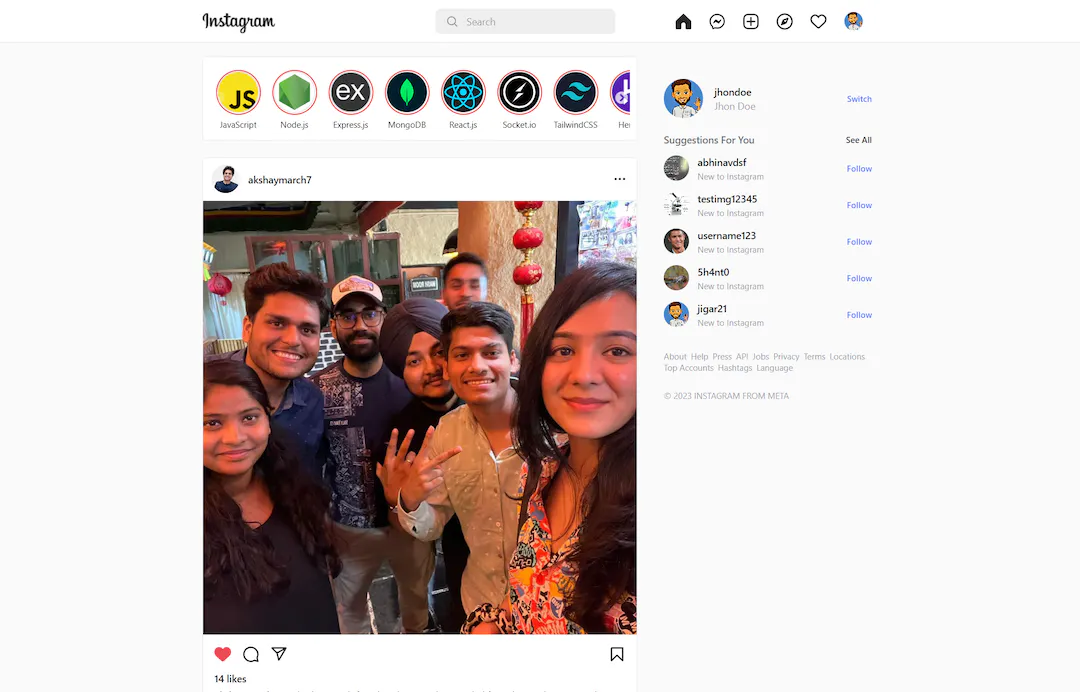 Instagram
Search
JS
JavaScript
Node.js
ex
Express.js
MongoDB
React.js
Socket.io
TailwindCSS
He
akshaymarch7
14 likes
jhondoe
Jhon Doe
Switch
Suggestions For You
See All
abhinavdsf
New to Instagram
Follow
testimg12345
New to Instagram
Follow
username123
New to Instagram
Follow
5h4nt0
New to Instagram
Follow
jigar21
New to Instagram
Follow
About Help Press API Jobs Privacy Terms Locations
Top Accounts Hashtags Language
© 2023 INSTAGRAM FROM META